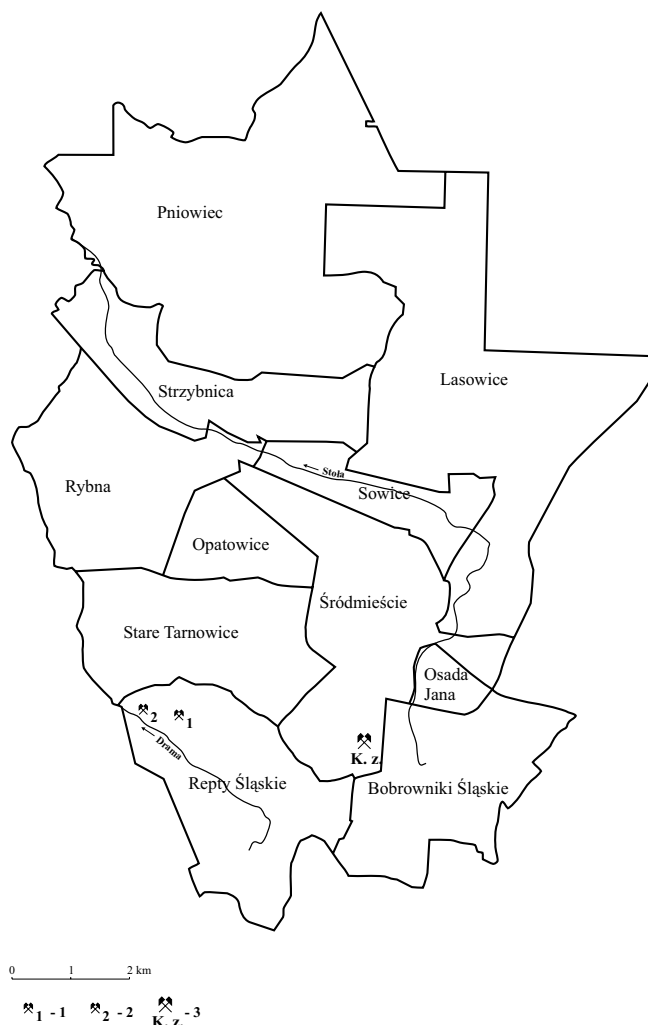 Pniowiec
Lasowice
Strzybnica
← Stoła
Rybna
Sowice
Opatowice
Śródmieście
Stare Tarnowice
Osada
Jana
2
1
← Drama
K. z.
Repty Śląskie
Bobrowniki Śląskie
0 1 2 km
1 - 1 2 - 2 K. z. - 3